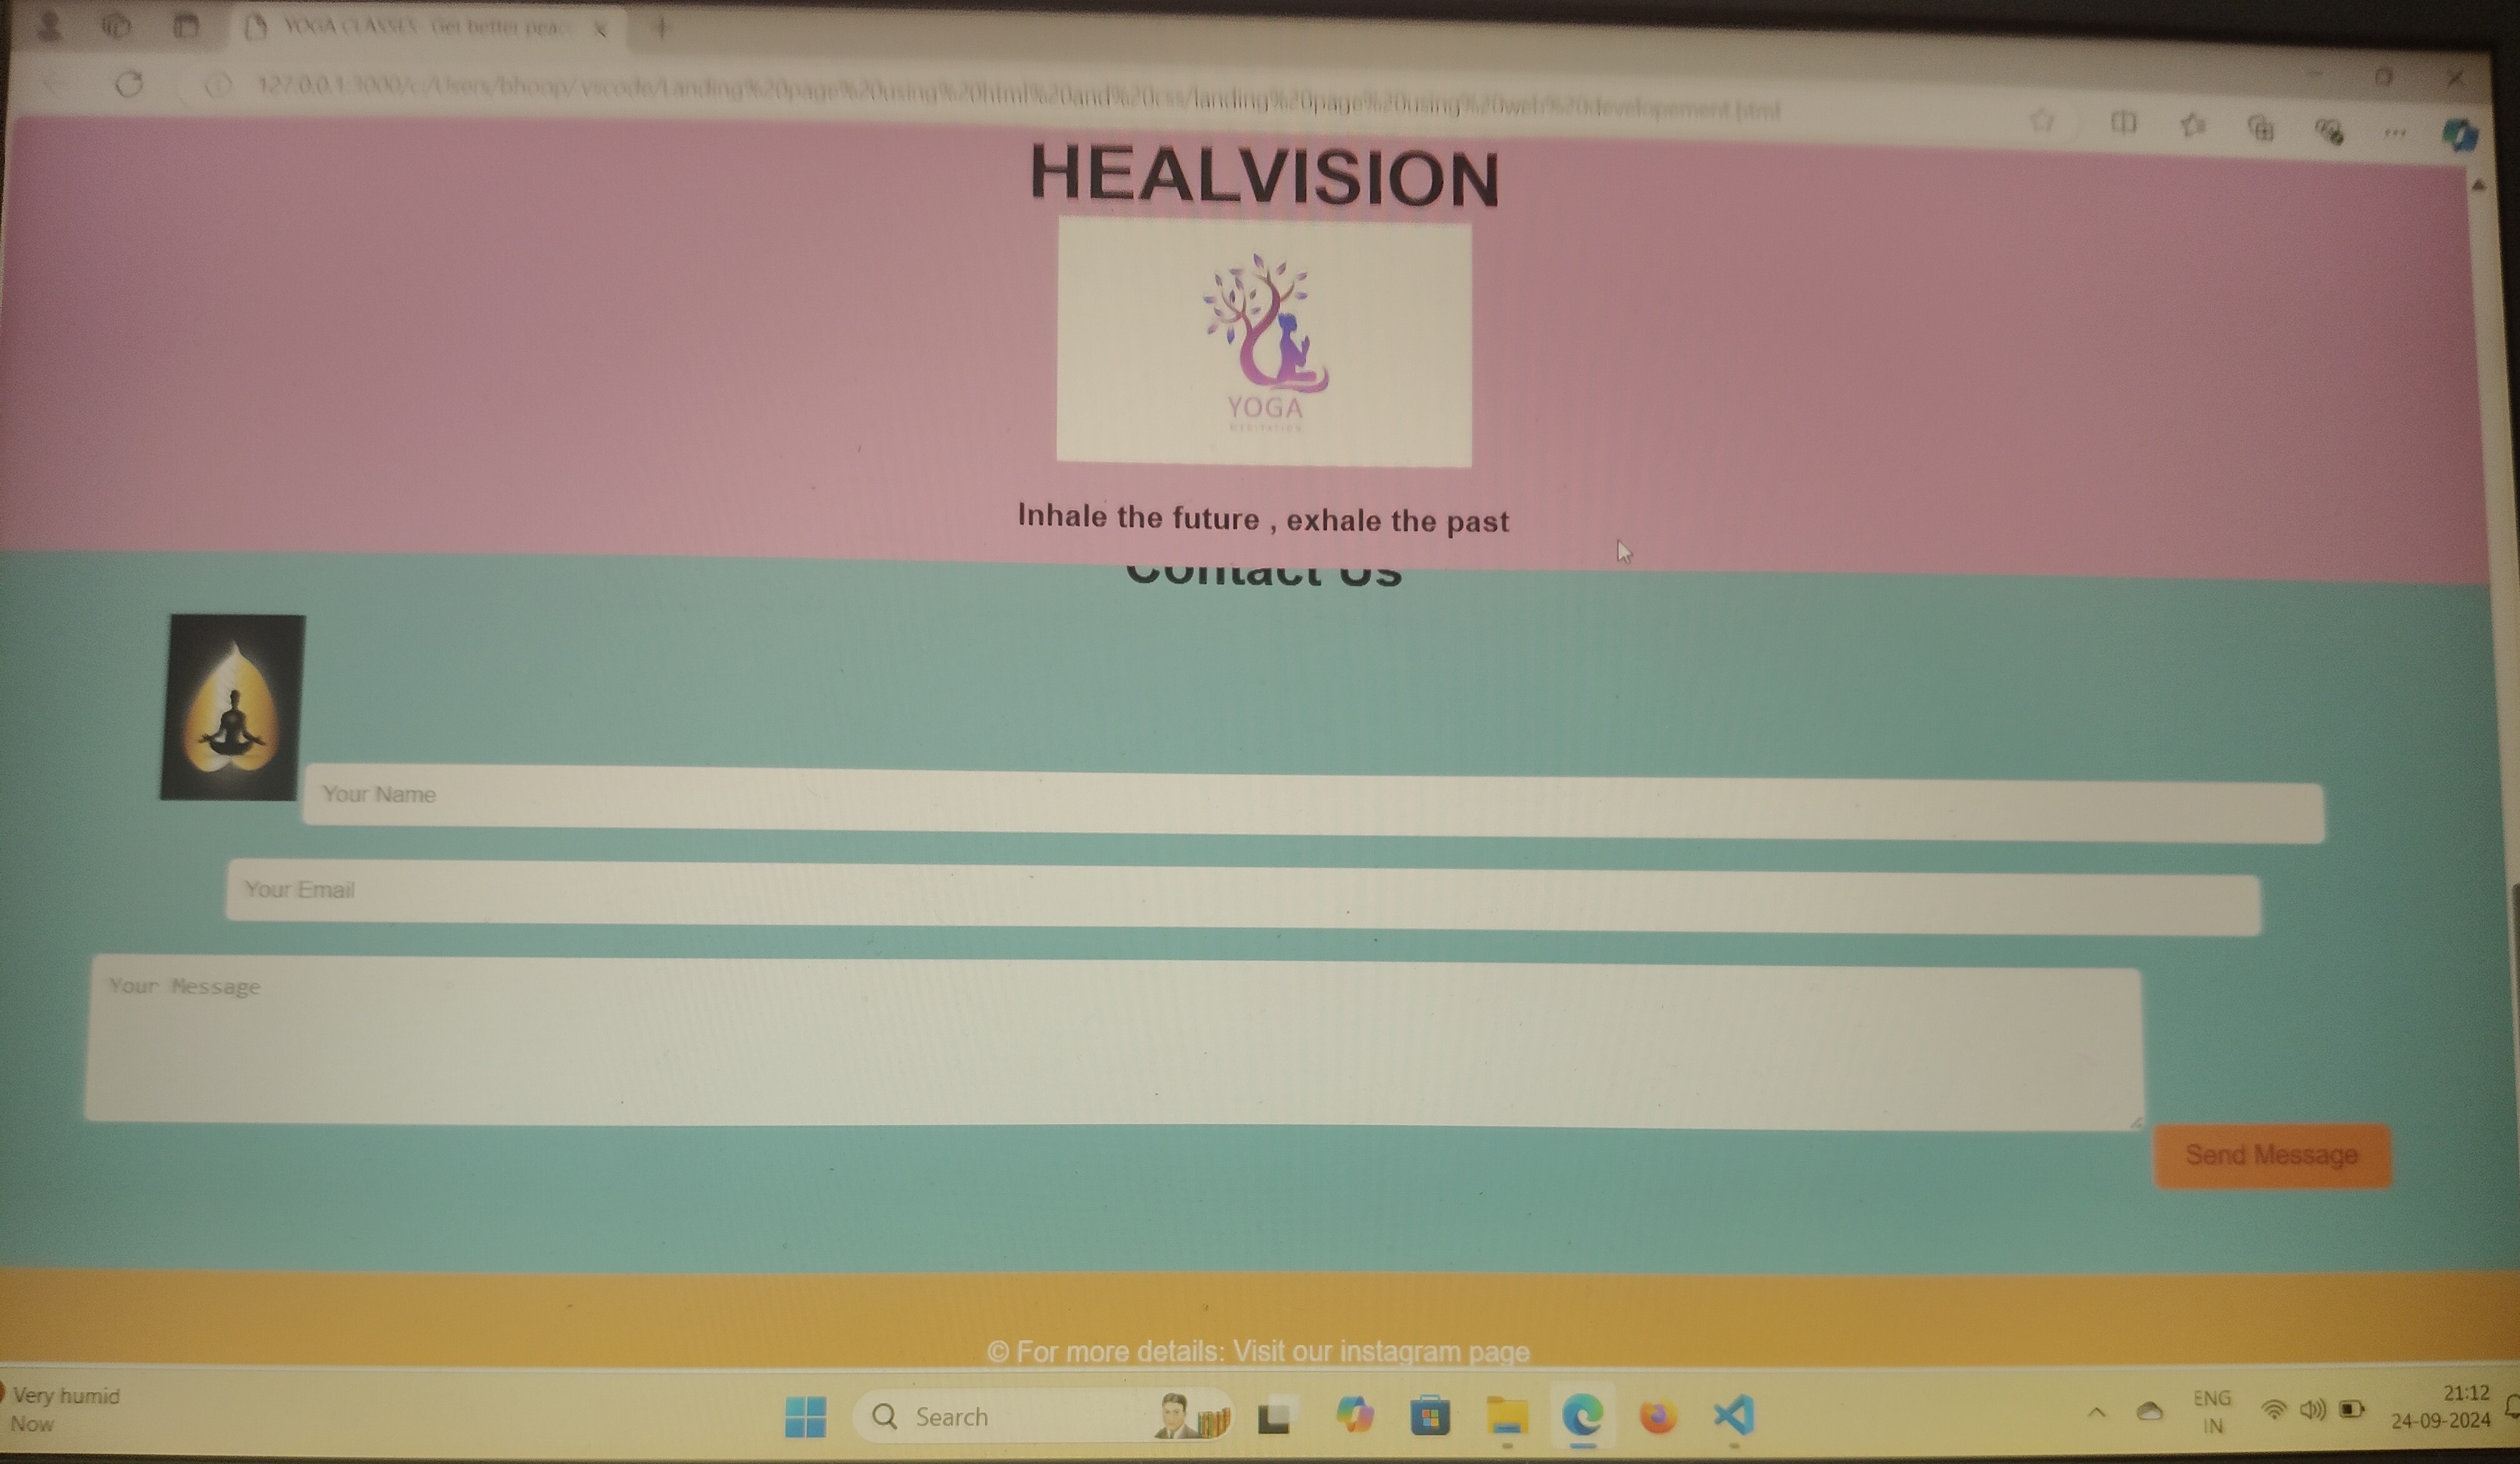 YOGA CLASSES- Get better peac
127.0.0.1:3000/c:/Users/bhoop/.vscode/Landing%20page%20using%20html%20and%20css/landing%20page%20using%20web%20developement.html
HEALVISION
YOGA
MEDITATION
Inhale the future , exhale the past
Contact Us
Your Name
Your Email
Your Message
Send Message
© For more details: Visit our instagram page
Very humid
Now
Search
ENG
IN
21:12
24-09-2024